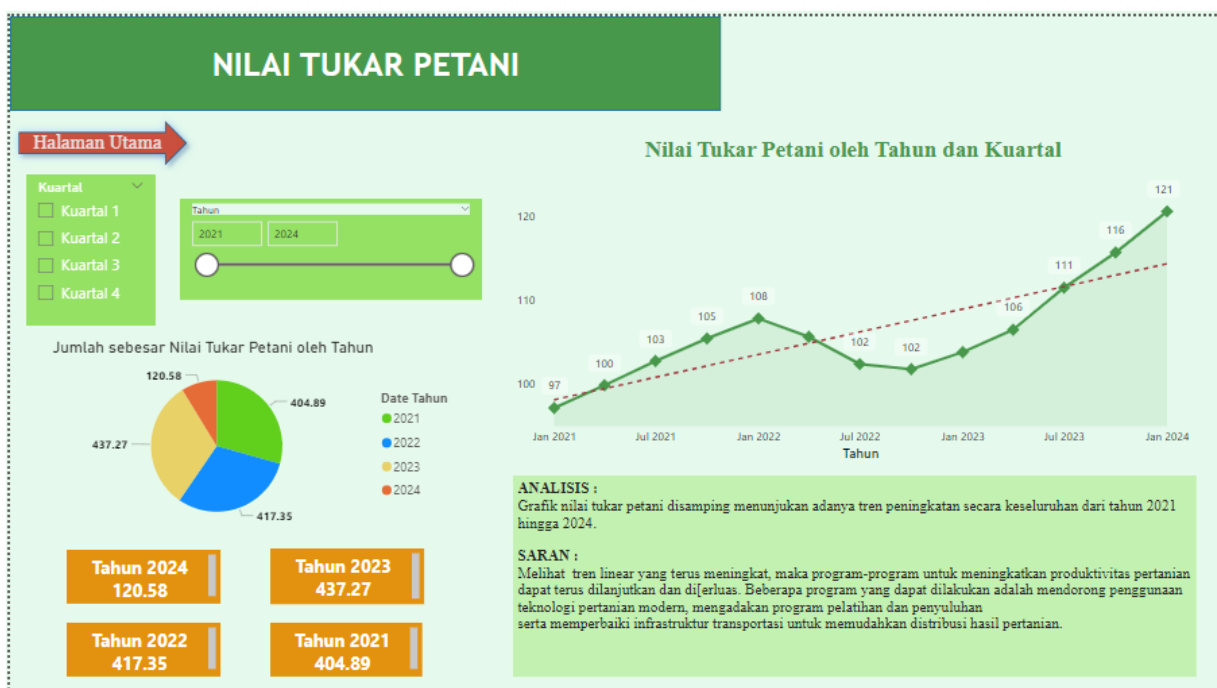 NILAI TUKAR PETANI
Halaman Utama
Kuartal
Kuartal 1
Kuartal 2
Kuartal 3
Kuartal 4
Tahun
2021
2024
Jumlah sebesar Nilai Tukar Petani oleh Tahun
120.58
404.89
437.27
417.35
Date Tahun
2021
2022
2023
2024
Tahun 2024
120.58
Tahun 2023
437.27
Tahun 2022
417.35
Tahun 2021
404.89
Nilai Tukar Petani oleh Tahun dan Kuartal
120
110
100
97
100
103
105
108
102
102
106
111
116
121
Jan 2021
Jul 2021
Jan 2022
Jul 2022
Jan 2023
Jul 2023
Jan 2024
Tahun
ANALISIS :
Grafik nilai tukar petani disamping menunjukan adanya tren peningkatan secara keseluruhan dari tahun 2021
hingga 2024.
SARAN :
Melihat tren linear yang terus meningkat, maka program-program untuk meningkatkan produktivitas pertanian
dapat terus dilanjutkan dan di[erluas. Beberapa program yang dapat dilakukan adalah mendorong penggunaan
teknologi pertanian modern, mengadakan program pelatihan dan penyuluhan
serta memperbaiki infrastruktur transportasi untuk memudahkan distribusi hasil pertanian.